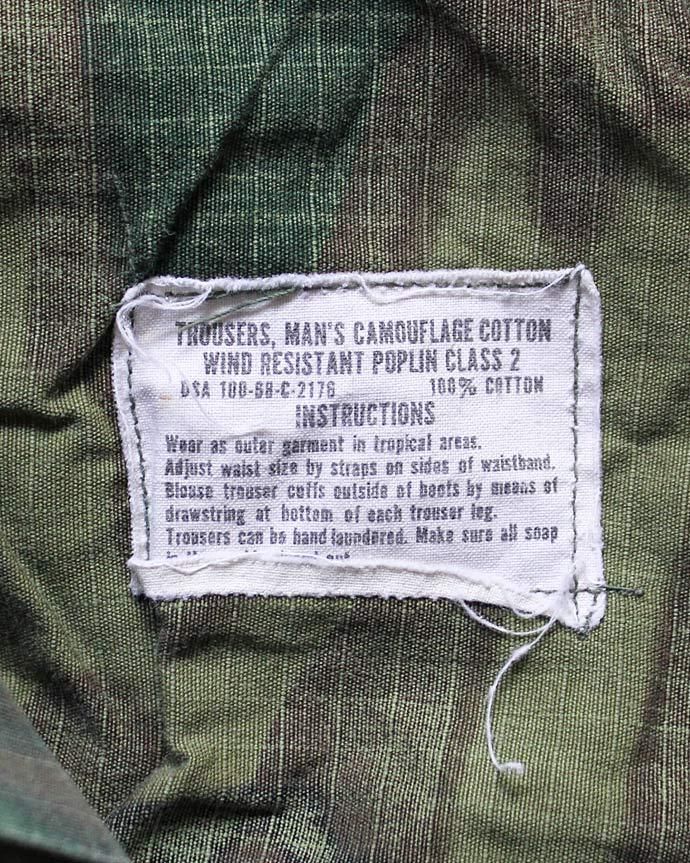 TROUSERS, MAN'S CAMOUFLAGE COTTON
WIND RESISTANT POPLIN CLASS 2
DSA 100-68-C-2176 100% COTTON
INSTRUCTIONS
Wear as outer garment in tropical areas.
Adjust waist size by straps on sides of waistband.
Blouse trouser cuffs outside of boots by means of
drawstring at bottom of each trouser leg.
Trousers can be hand laundered. Make sure all soap